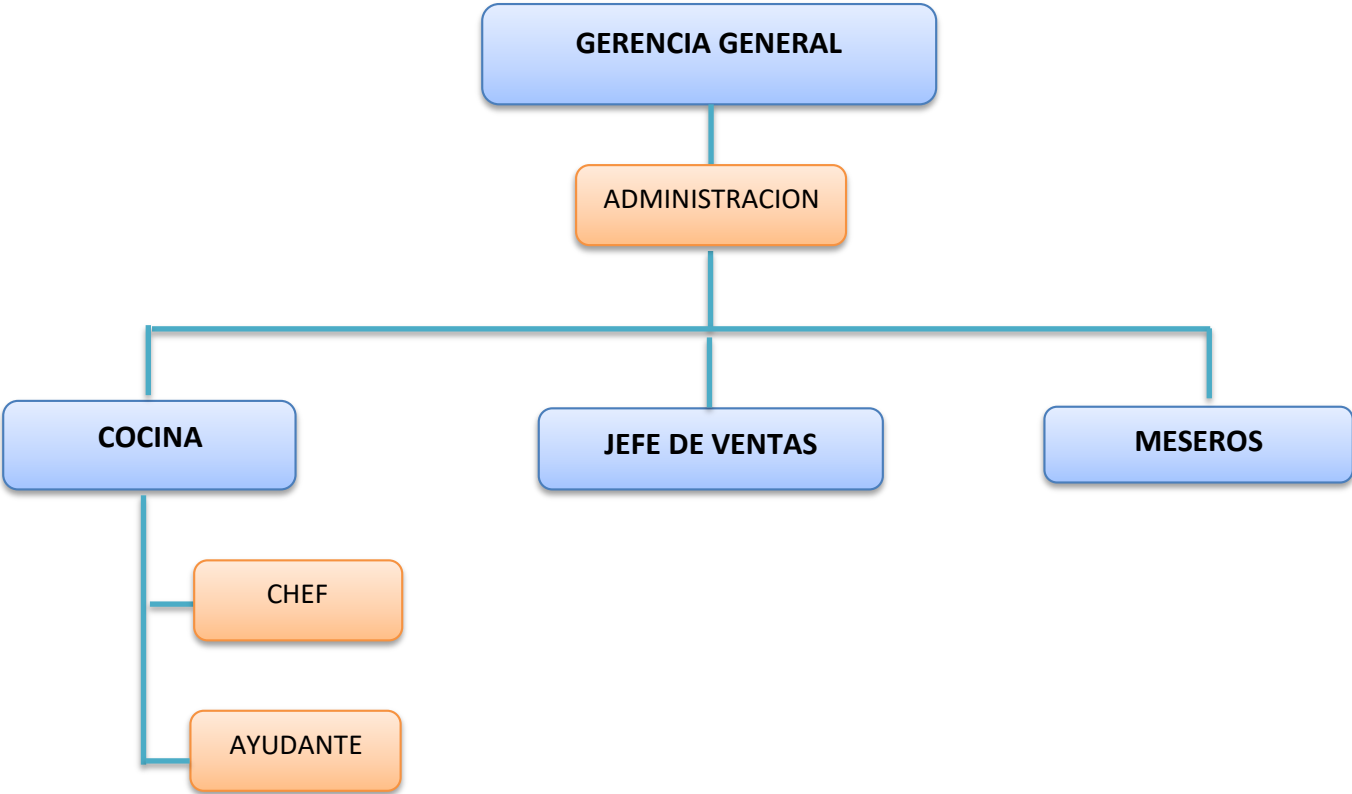 GERENCIA GENERAL
ADMINISTRACION
COCINA
JEFE DE VENTAS
MESEROS
CHEF
AYUDANTE